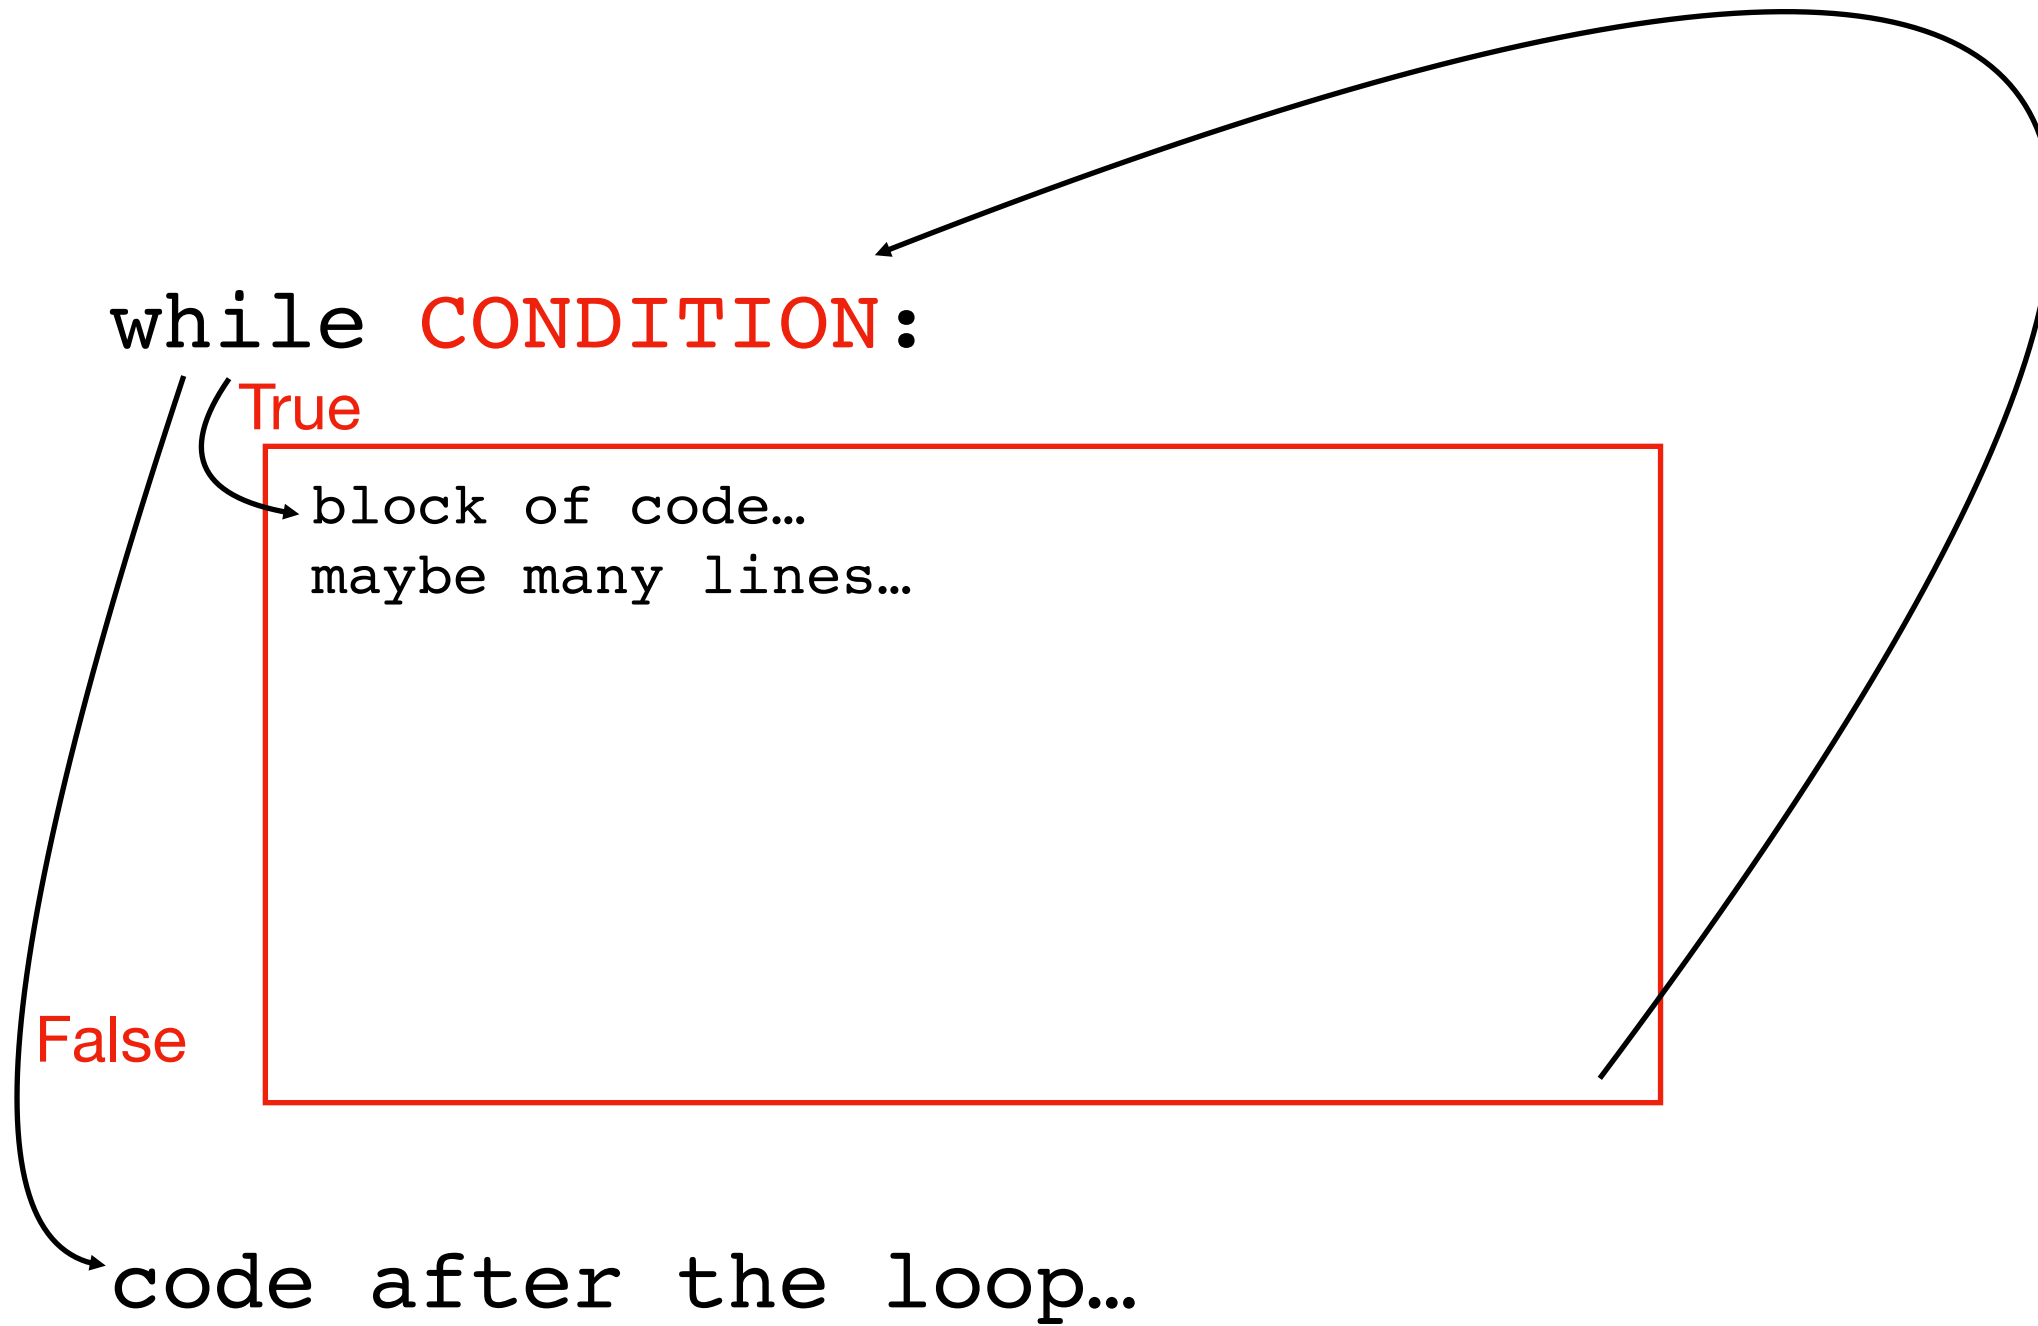 while CONDITION:
True
block of code…
maybe many lines…
False
code after the loop…